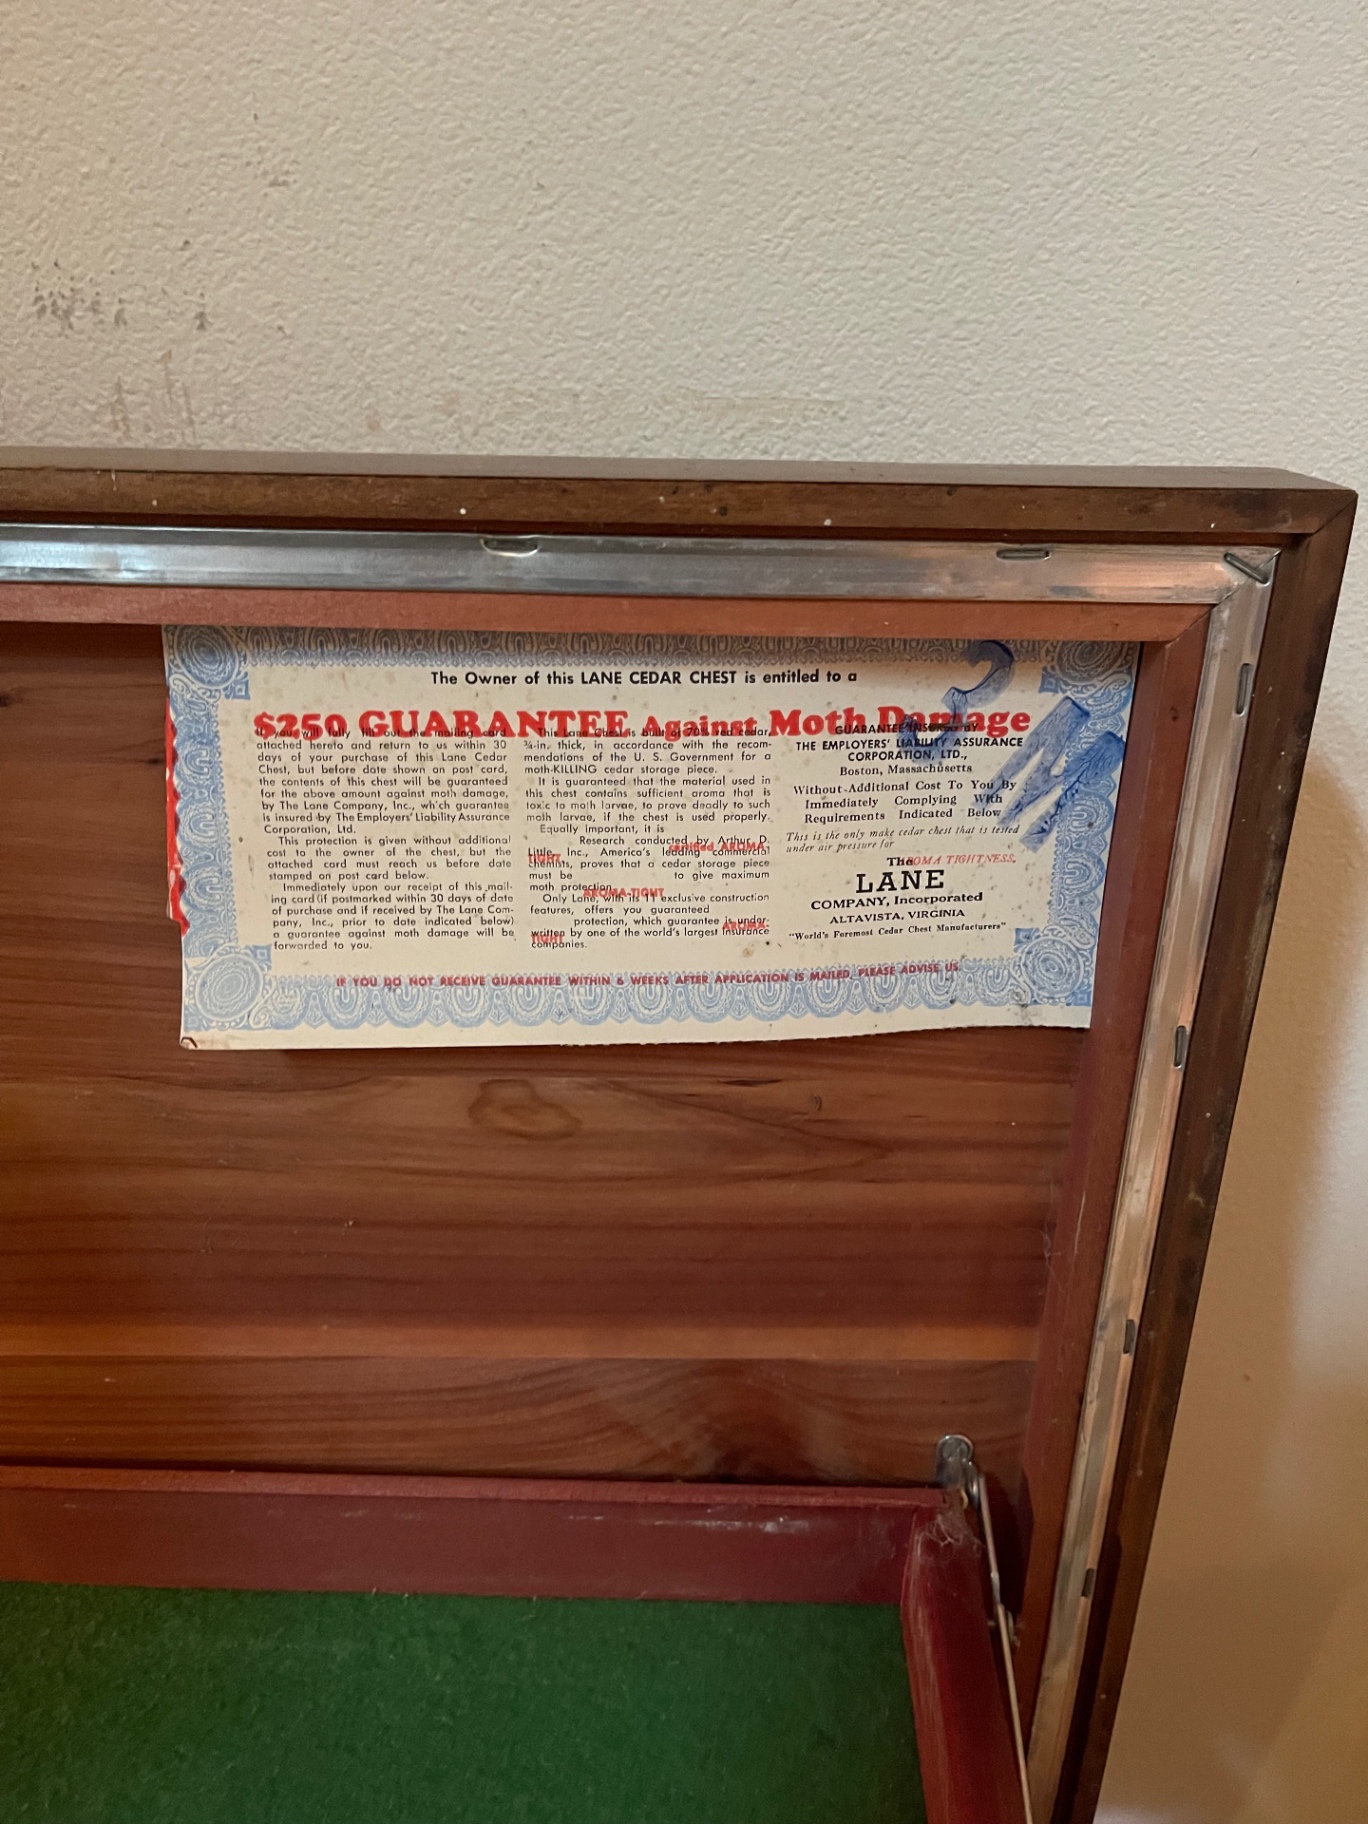 The Owner of this LANE CEDAR CHEST is entitled to a
$250 GUARANTEE Against Moth Damage
If you will fully fill out the mailing card
attached hereto and return to us within 30
days of your purchase of this Lane Cedar
Chest, but before date shown on post card,
the contents of this chest will be guaranteed
for the above amount against moth damage,
by The Lane Company, Inc., which guarantee
is insured by The Employers' Liability Assurance
Corporation, Ltd.
This protection is given without additional
cost to the owner of the chest, but the
attached card must reach us before date
stamped on post card below.
Immediately upon our receipt of this mail-
ing card (if postmarked within 30 days of date
of purchase and if received by The Lane Com-
pany, Inc., prior to date indicated below)
a guarantee against moth damage will be
forwarded to you.
This Lane Chest is built of 70% red cedar,
¾-in. thick, in accordance with the recom-
mendations of the U. S. Government for a
moth-KILLING cedar storage piece.
It is guaranteed that the material used in
this chest contains sufficient aroma that is
toxic to moth larvae, to prove deadly to such
moth larvae, if the chest is used properly.
Equally important, it is
certified AROMA-
TIGHT
Research conducted by Arthur D.
Little, Inc., America's leading commercial
chemists, proves that a cedar storage piece
must be
AROMA-TIGHT
to give maximum
moth protection.
Only Lane, with its 11 exclusive construction
features, offers you guaranteed
AROMA-
TIGHT
protection, which guarantee is under-
written by one of the world's largest insurance
companies.
GUARANTEE INSURED BY
THE EMPLOYERS' LIABILITY ASSURANCE
CORPORATION, LTD.,
Boston, Massachusetts
Without Additional Cost To You By
Immediately Complying With
Requirements Indicated Below
This is the only make cedar chest that is tested
under air pressure for
AROMA TIGHTNESS.
The
LANE
COMPANY, Incorporated
ALTAVISTA, VIRGINIA
"World's Foremost Cedar Chest Manufacturers"
IF YOU DO NOT RECEIVE GUARANTEE WITHIN 6 WEEKS AFTER APPLICATION IS MAILED, PLEASE ADVISE US.